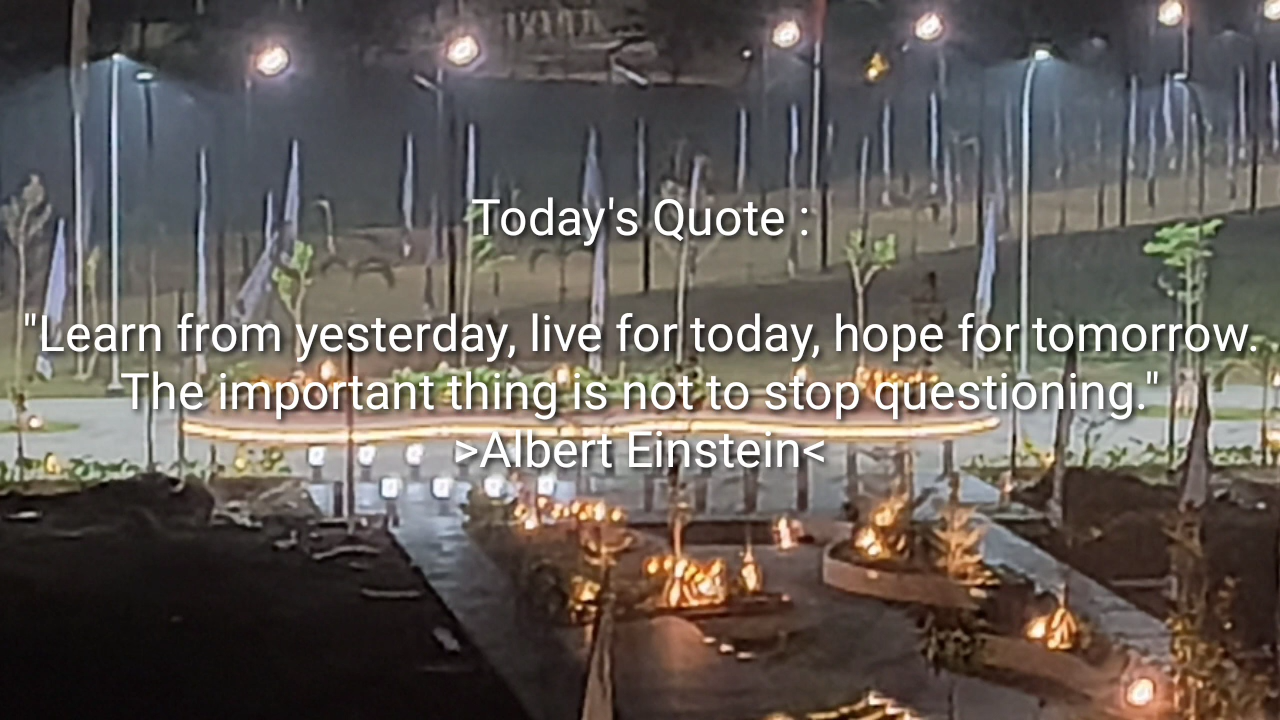 Today's Quote :
"Learn from yesterday, live for today, hope for tomorrow.
The important thing is not to stop questioning."
>Albert Einstein<